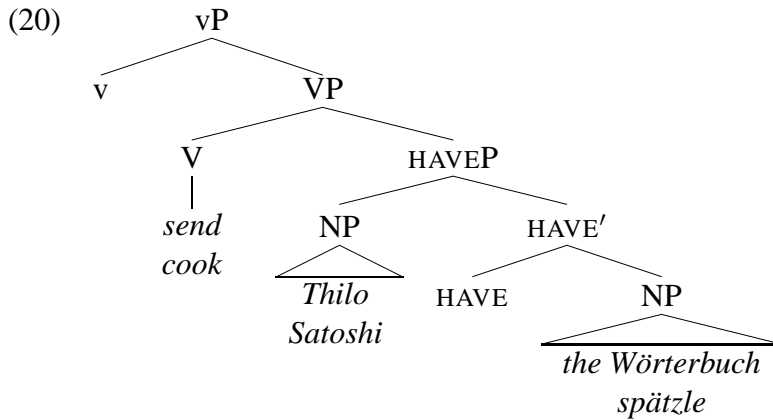 (20) vP
v VP
V HAVEP
send NP HAVE′
cook
Thilo HAVE NP
Satoshi
the Wörterbuch
spätzle